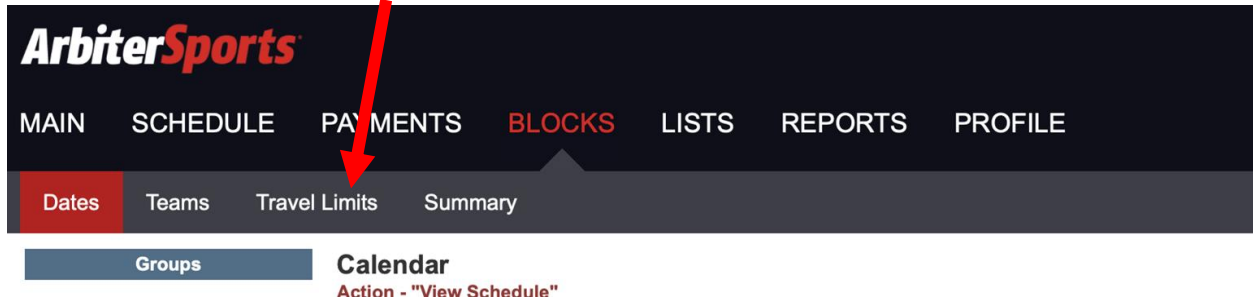 ArbiterSports
MAIN SCHEDULE PAYMENTS BLOCKS LISTS REPORTS PROFILE
Dates Teams Travel Limits Summary
Groups
Calendar
Action - "View Schedule"